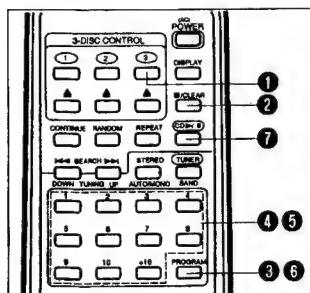 (AC)
POWER
3-DISC CONTROL
1 2 3
DISPLAY
1
■/CLEAR
2
CONTINUE RANDOM REPEAT
7
SEARCH STEREO TUNER
DOWN TUNING UP AUTO/MONO BAND
1 2 3 4
4 5
5 6 7 8
PROGRAM
9 10 +10
3 6